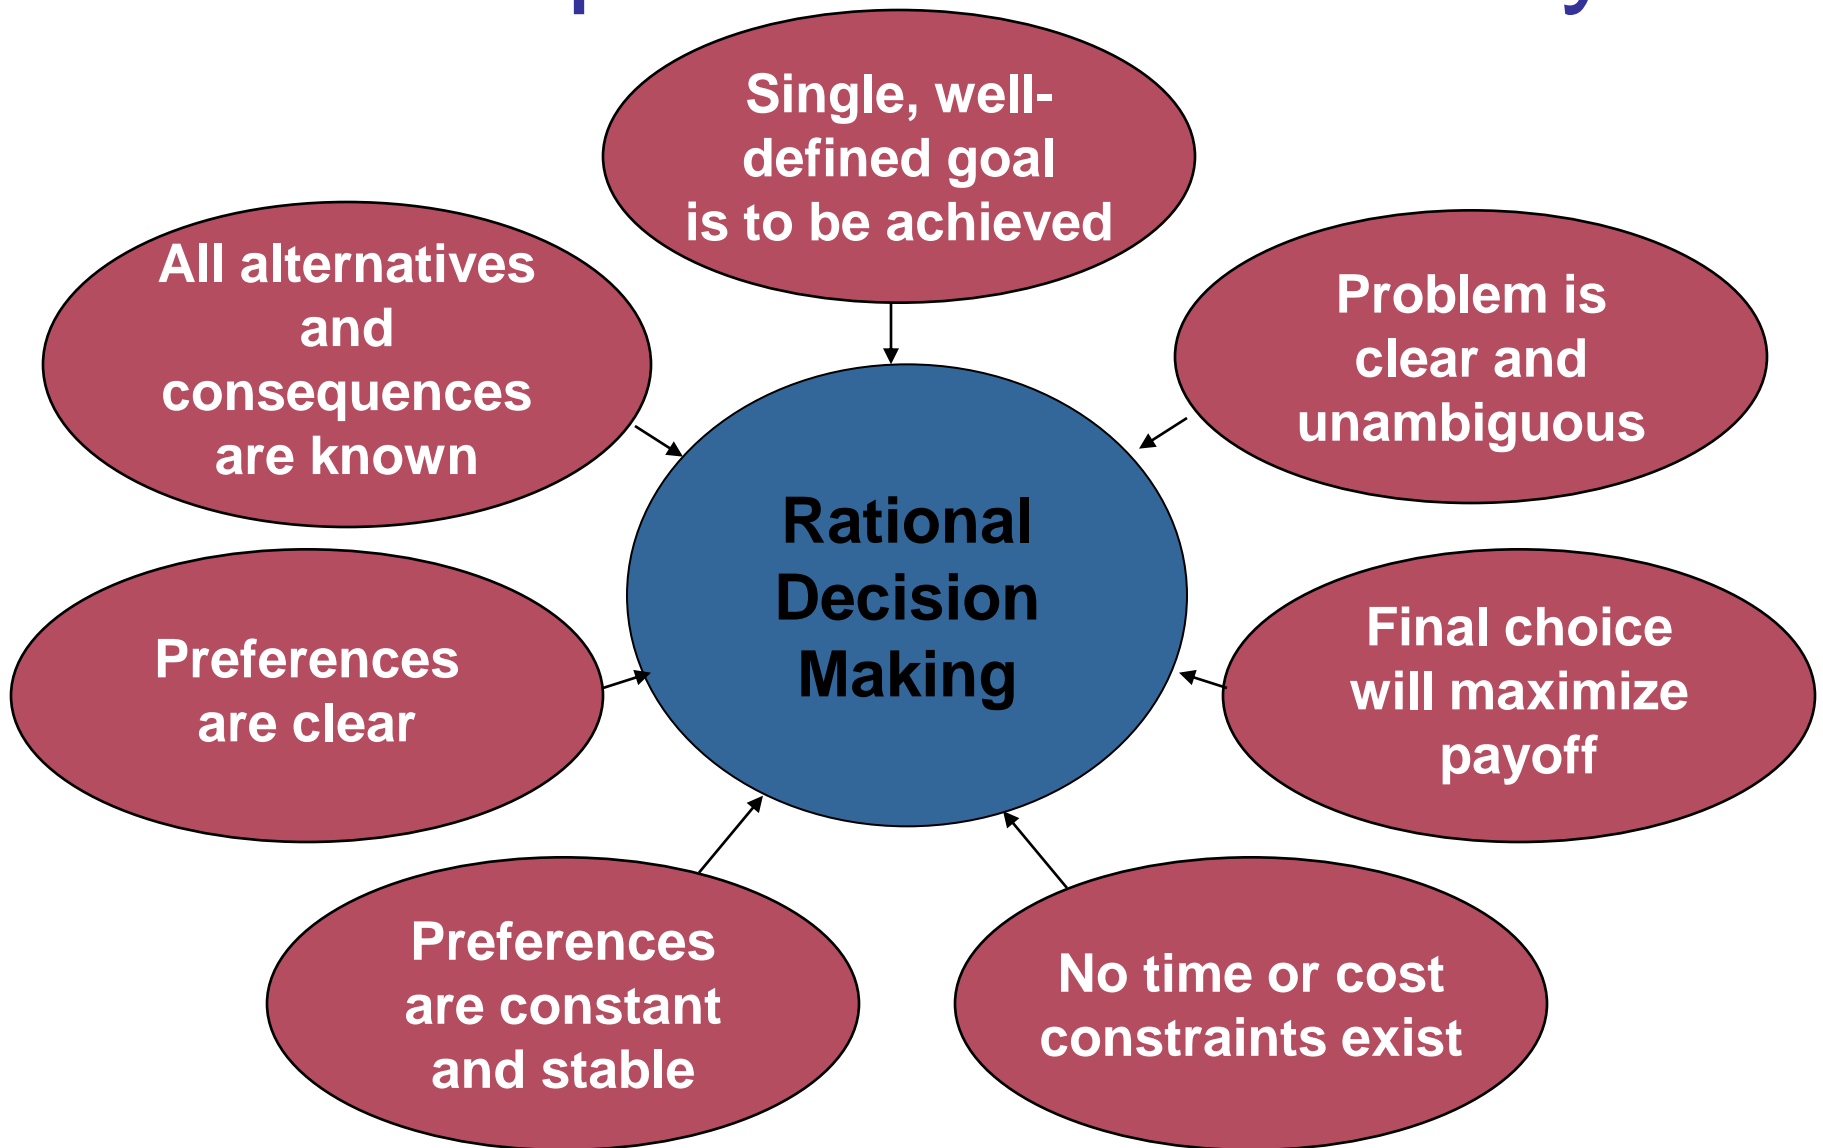 Single, well-
defined goal
is to be achieved
All alternatives
and
consequences
are known
Problem is
clear and
unambiguous
Rational
Decision
Making
Preferences
are clear
Final choice
will maximize
payoff
Preferences
are constant
and stable
No time or cost
constraints exist